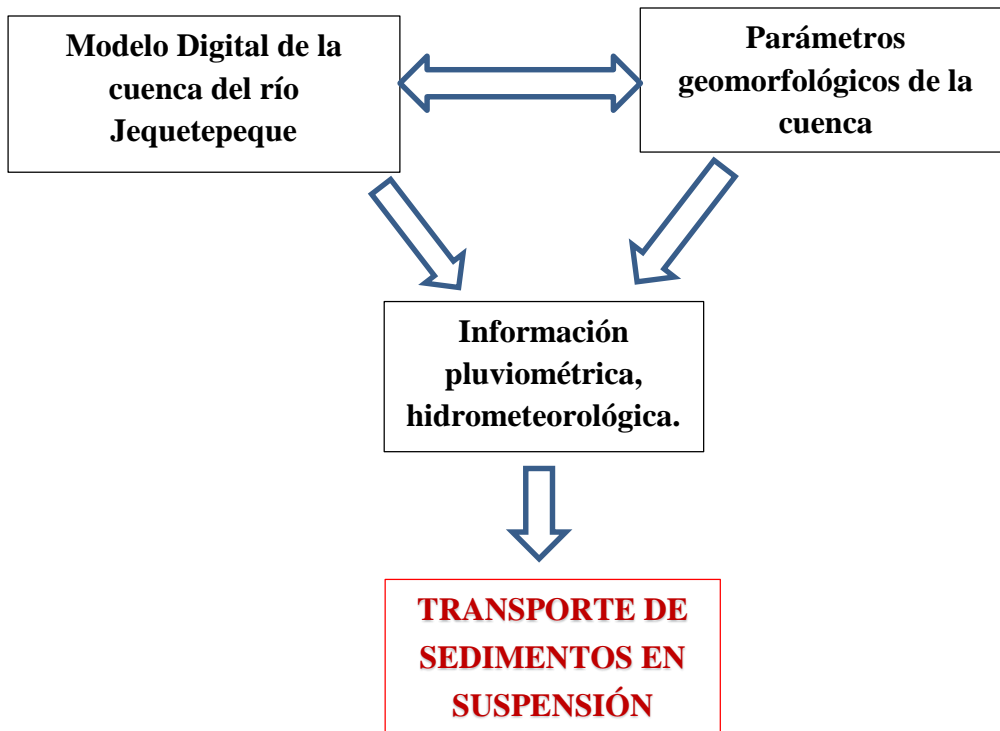 Modelo Digital de la
cuenca del río
Jequetepeque
Parámetros
geomorfológicos de la
cuenca
Información
pluviométrica,
hidrometeorológica.
TRANSPORTE DE
SEDIMENTOS EN
SUSPENSIÓN